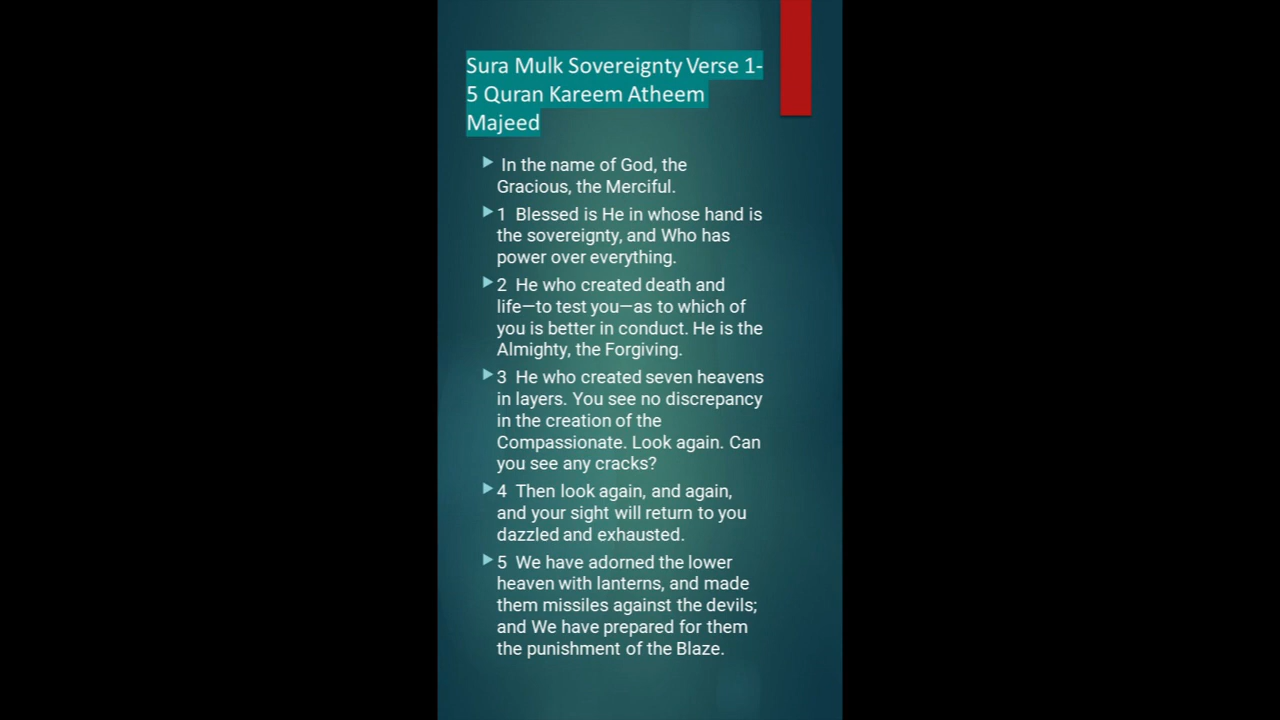 Sura Mulk Sovereignty Verse 1-
5 Quran Kareem Atheem
Majeed
In the name of God, the
Gracious, the Merciful.
1 Blessed is He in whose hand is
the sovereignty, and Who has
power over everything.
2 He who created death and
life—to test you—as to which of
you is better in conduct. He is the
Almighty, the Forgiving.
3 He who created seven heavens
in layers. You see no discrepancy
in the creation of the
Compassionate. Look again. Can
you see any cracks?
4 Then look again, and again,
and your sight will return to you
dazzled and exhausted.
5 We have adorned the lower
heaven with lanterns, and made
them missiles against the devils;
and We have prepared for them
the punishment of the Blaze.